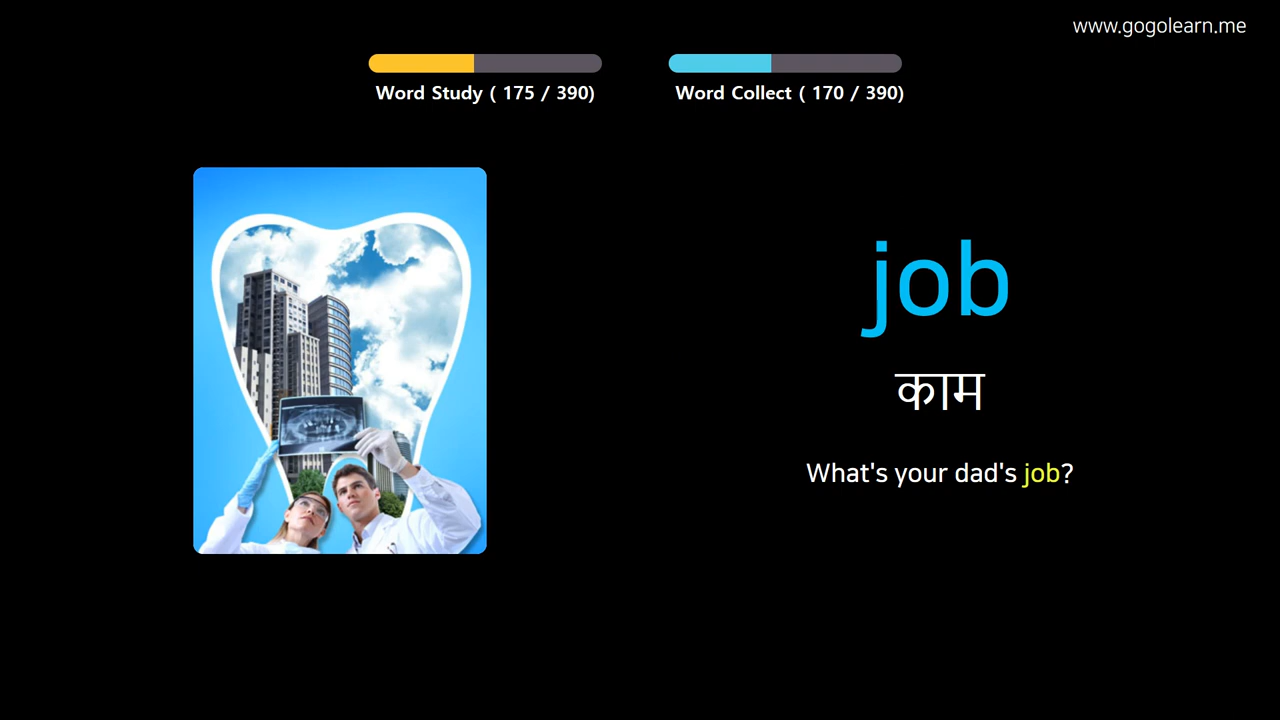 www.gogolearn.me
Word Study ( 175 / 390)
Word Collect ( 170 / 390)
job
काम
What's your dad's job?